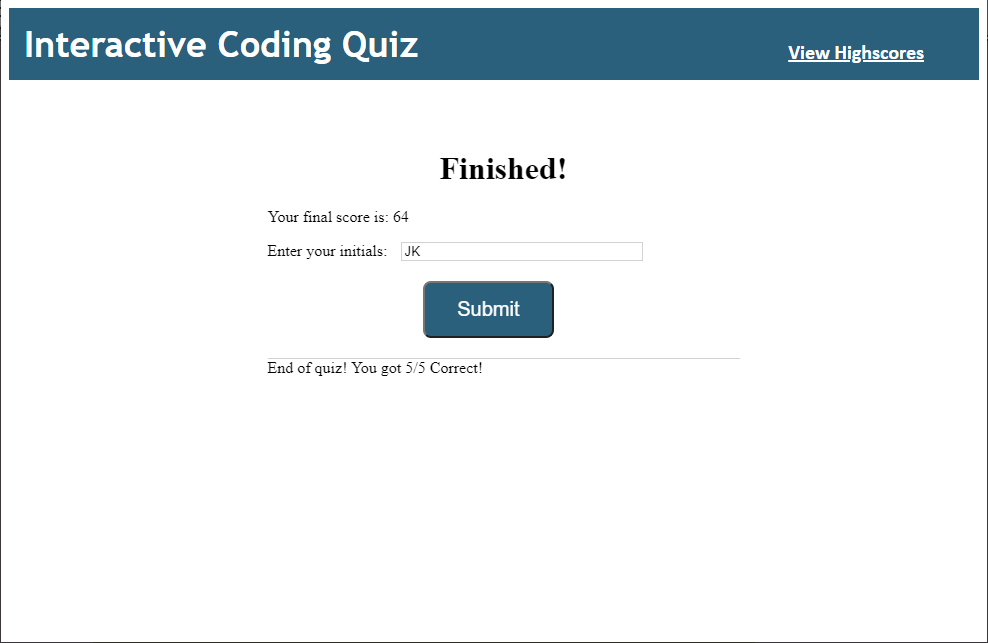 Interactive Coding Quiz
View Highscores
Finished!
Your final score is: 64
Enter your initials: JK
Submit
End of quiz! You got 5/5 Correct!